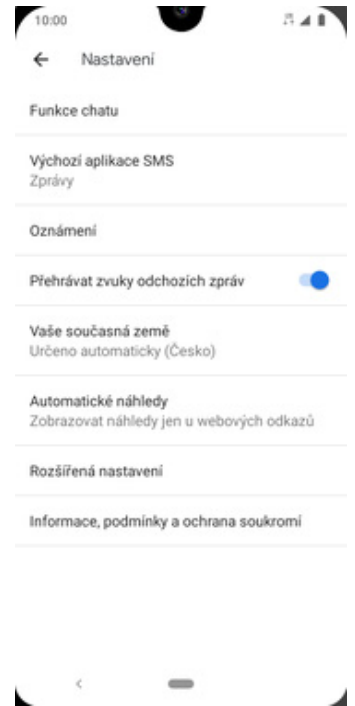 10:00
Nastavení
Funkce chatu
Výchozí aplikace SMS
Zprávy
Oznámení
Přehrávat zvuky odchozích zpráv
Vaše současná země
Určeno automaticky (Česko)
Automatické náhledy
Zobrazovat náhledy jen u webových odkazů
Rozšířená nastavení
Informace, podmínky a ochrana soukromí